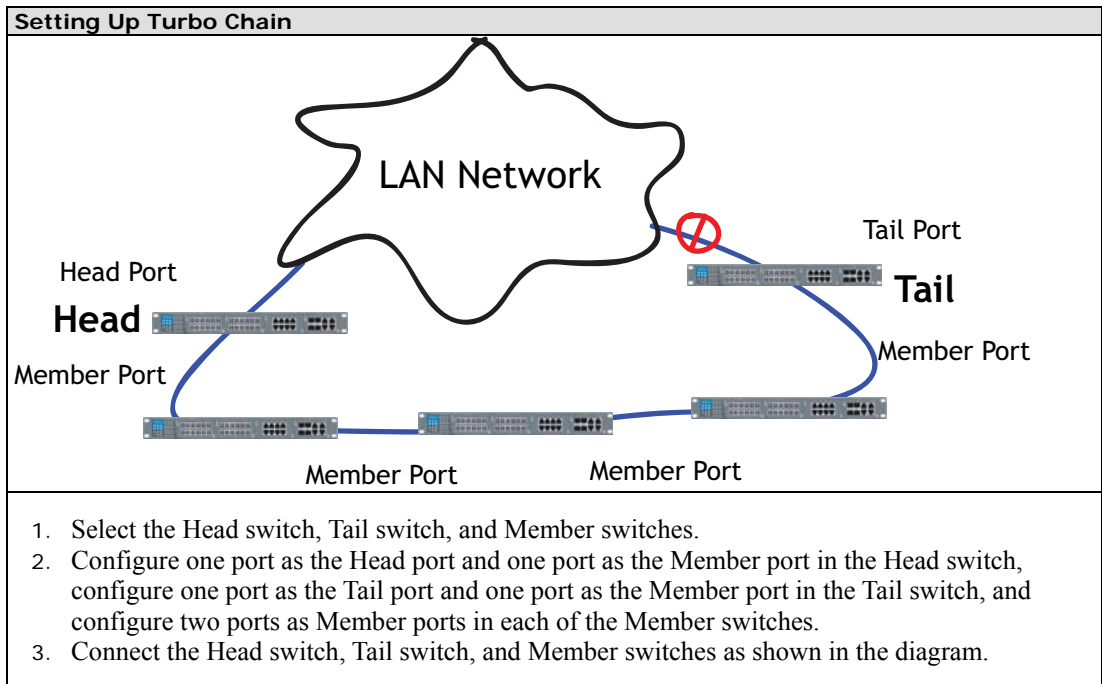 Setting Up Turbo Chain
LAN Network
Tail Port
Tail
Head Port
Head
Member Port
Member Port
Member Port
Member Port
1. Select the Head switch, Tail switch, and Member switches.
2. Configure one port as the Head port and one port as the Member port in the Head switch,
configure one port as the Tail port and one port as the Member port in the Tail switch, and
configure two ports as Member ports in each of the Member switches.
3. Connect the Head switch, Tail switch, and Member switches as shown in the diagram.